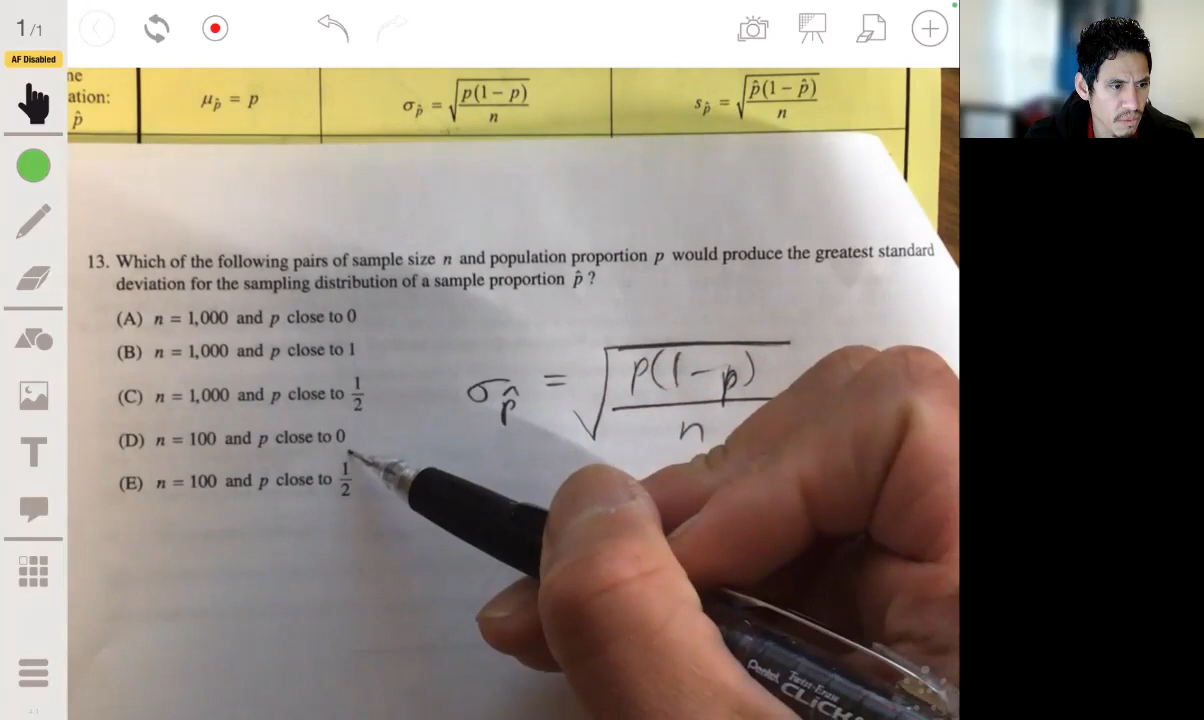 1/1
AF Disabled
ne
ation:
p̂
μp̂ = p
σp̂ = √(p(1 − p)/n)
sp̂ = √(p̂(1 − p̂)/n)
13. Which of the following pairs of sample size n and population proportion p would produce the greatest standard
deviation for the sampling distribution of a sample proportion p̂ ?
(A) n = 1,000 and p close to 0
(B) n = 1,000 and p close to 1
(C) n = 1,000 and p close to 1/2
(D) n = 100 and p close to 0
(E) n = 100 and p close to 1/2
σp̂ = √(p(1−p)/n)
T
Pentel Twist-Erase
CLiCK